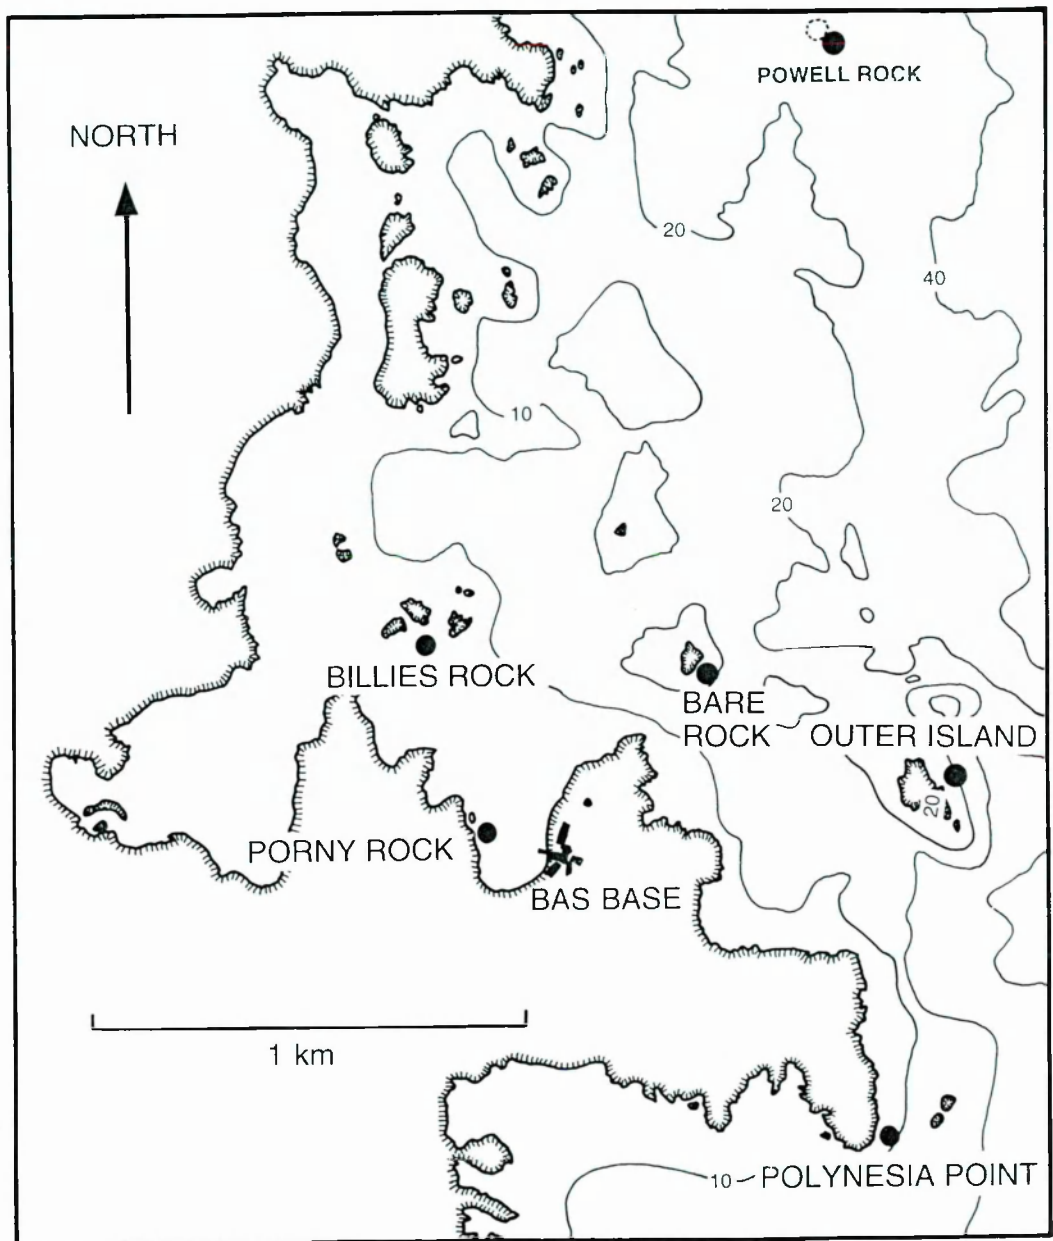 POWELL ROCK
NORTH
20
40
10
20
BILLIES ROCK
BARE
ROCK
OUTER ISLAND
20
PORNY ROCK
BAS BASE
1 km
10
POLYNESIA POINT